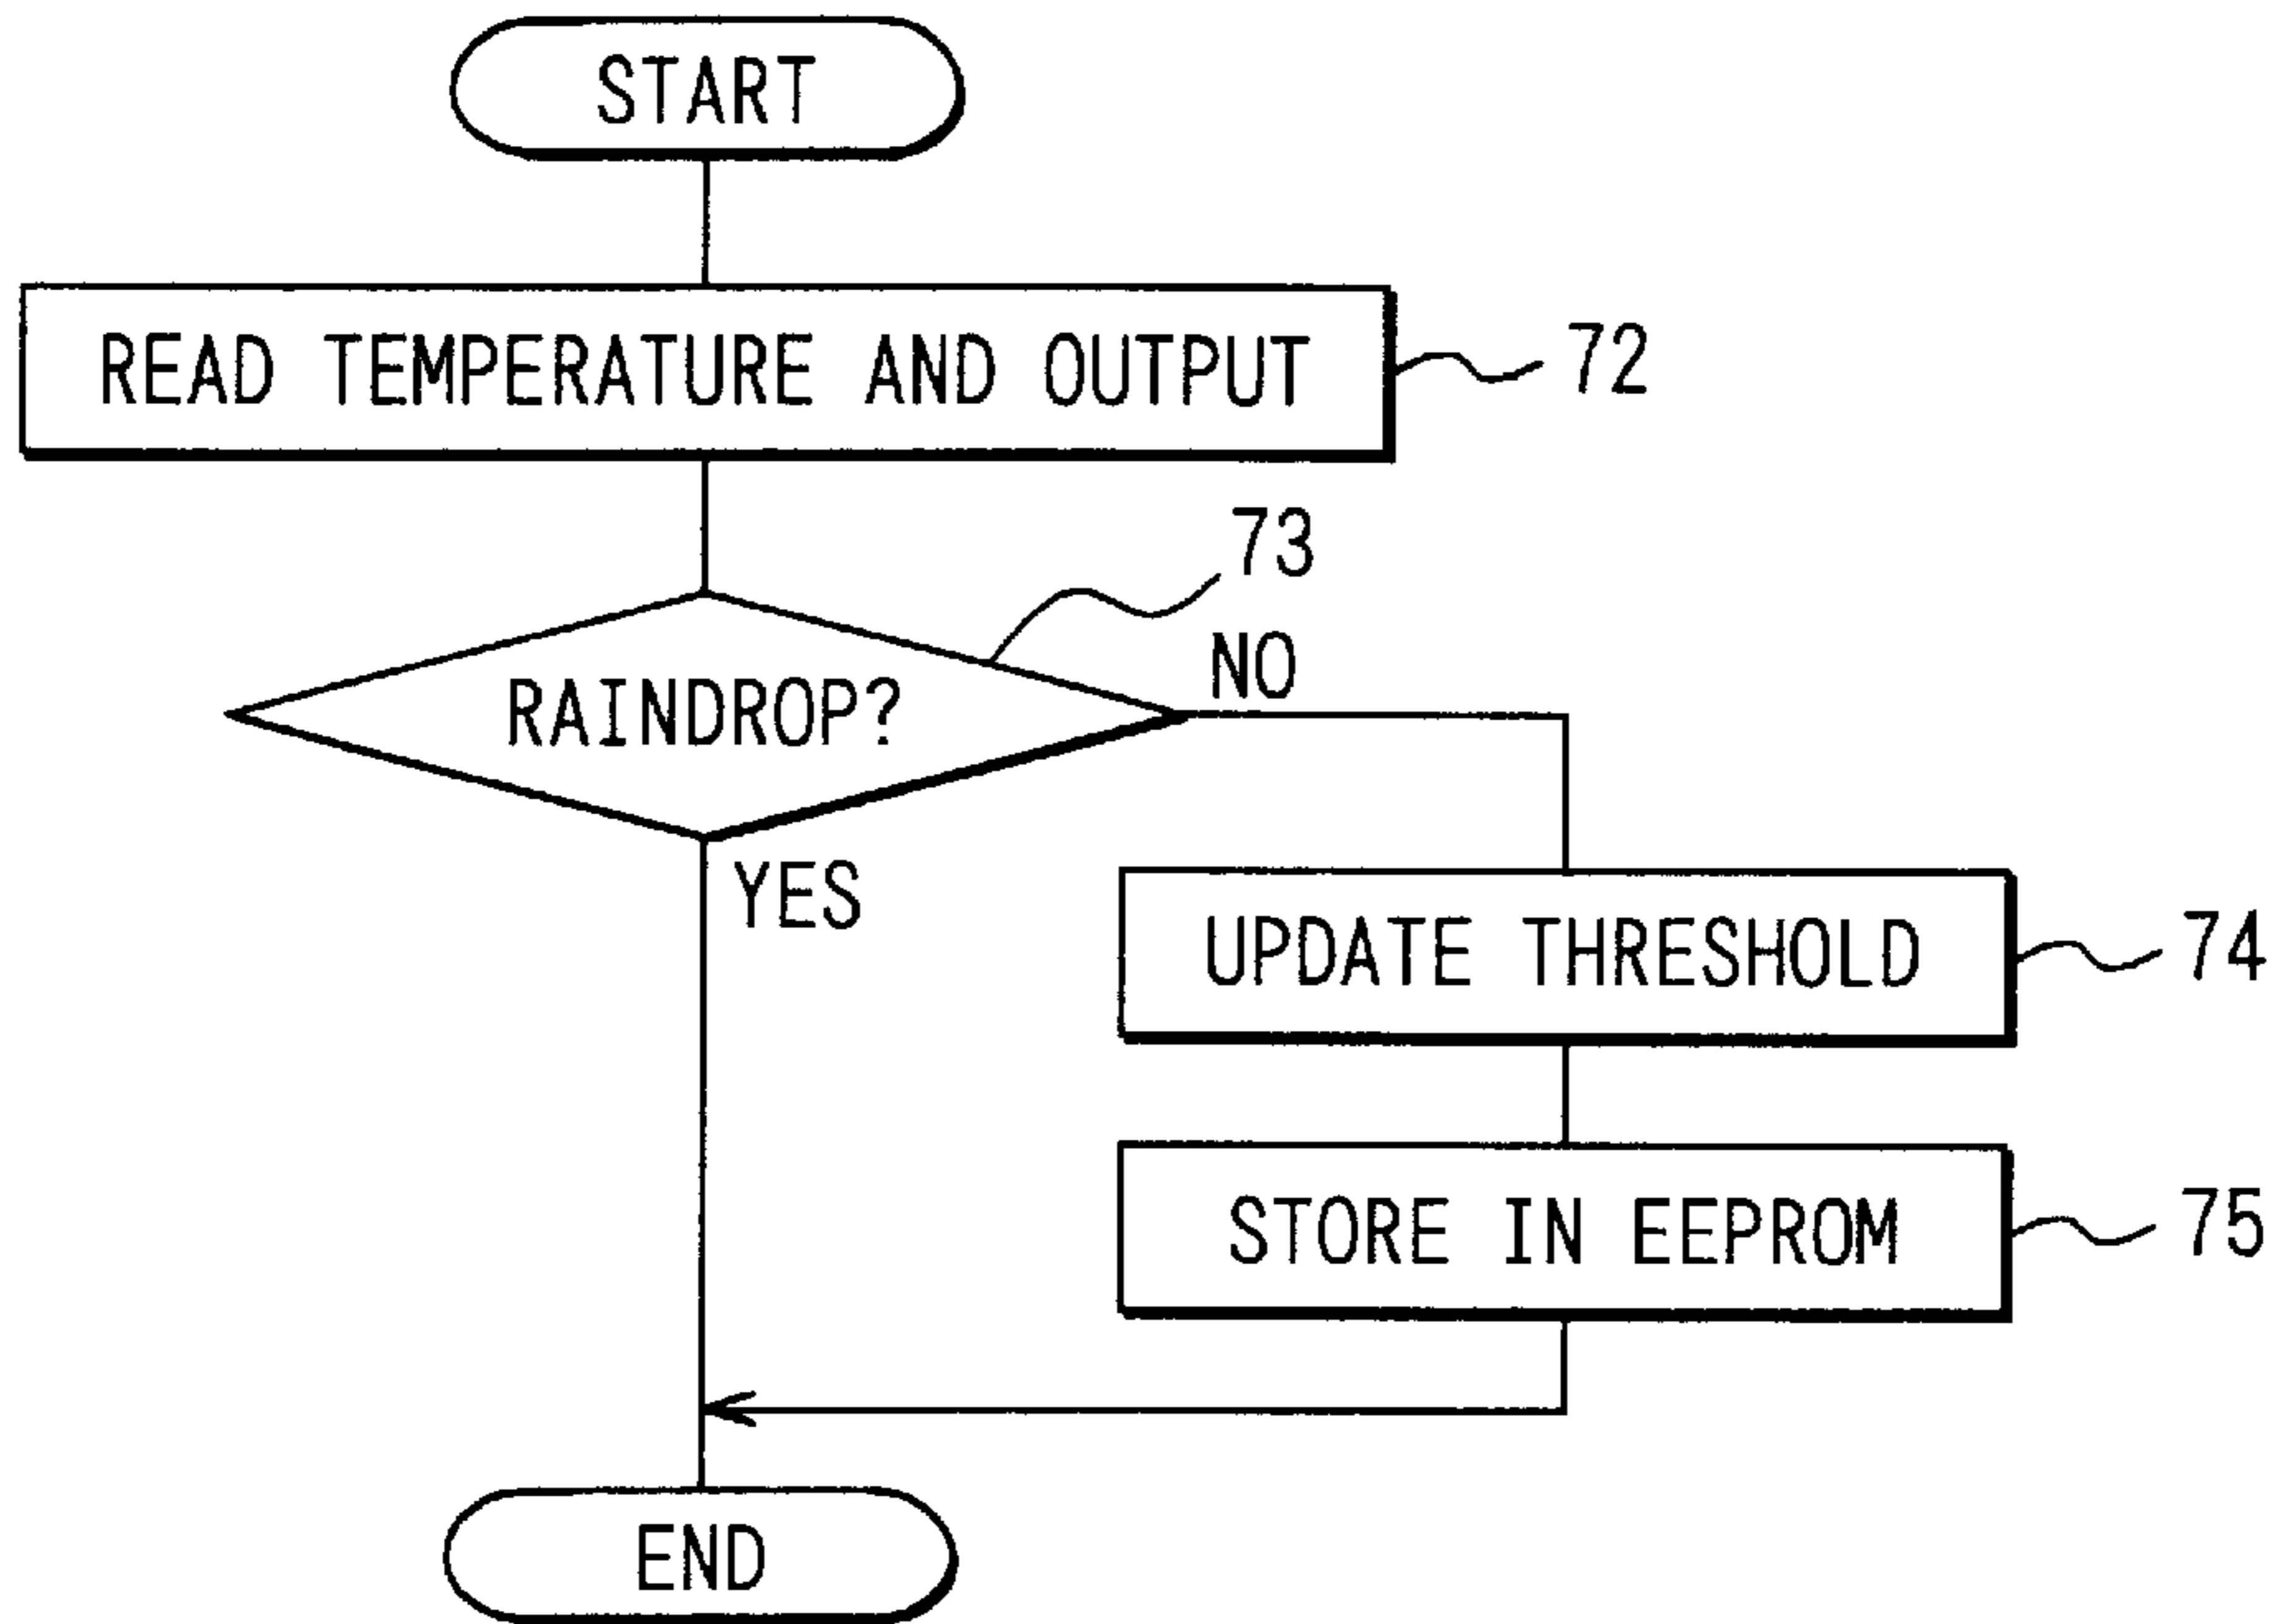 START
READ TEMPERATURE AND OUTPUT
72
73
RAINDROP?
NO
YES
UPDATE THRESHOLD
74
STORE IN EEPROM
75
END